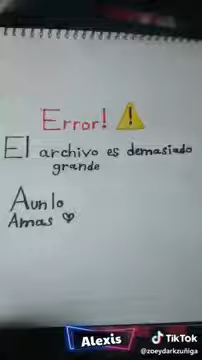 Error! ⚠️
El archivo es demasiado
grande
Aun lo
Amas ♡
Alexis
TikTok
@zoeydarkzuñiga